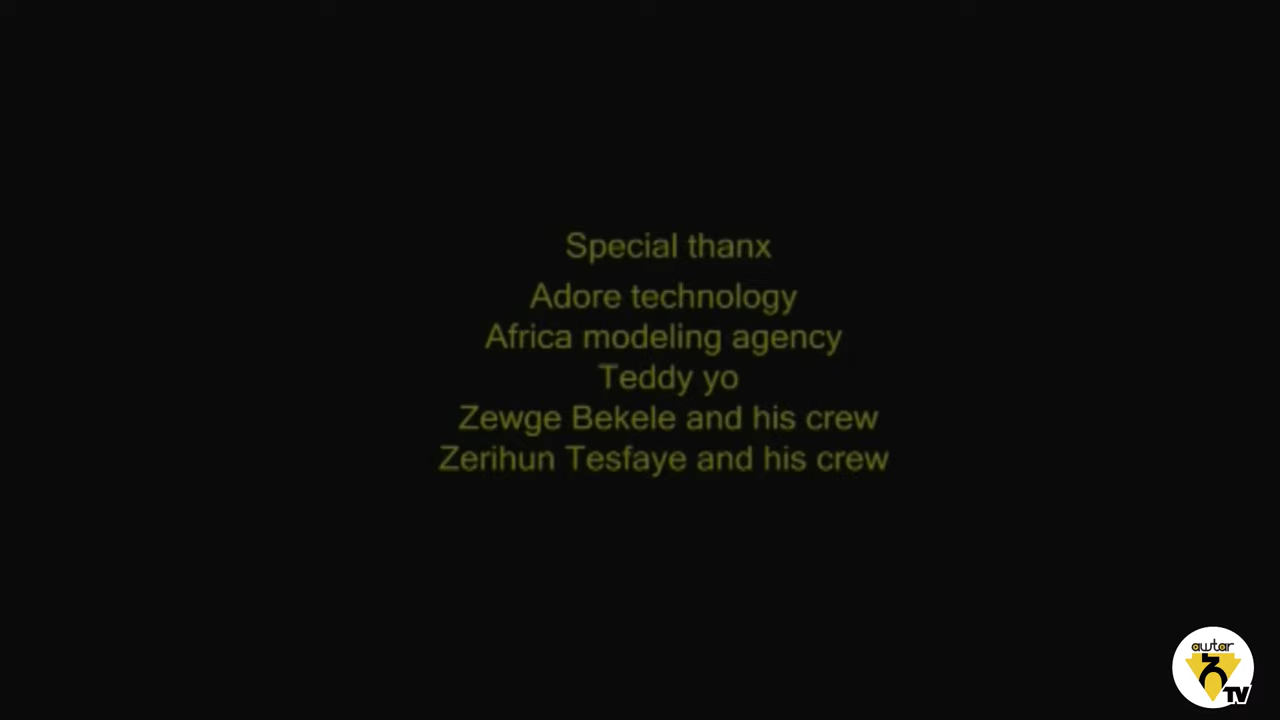 Special thanx
Adore technology
Africa modeling agency
Teddy yo
Zewge Bekele and his crew
Zerihun Tesfaye and his crew
awtar
TV